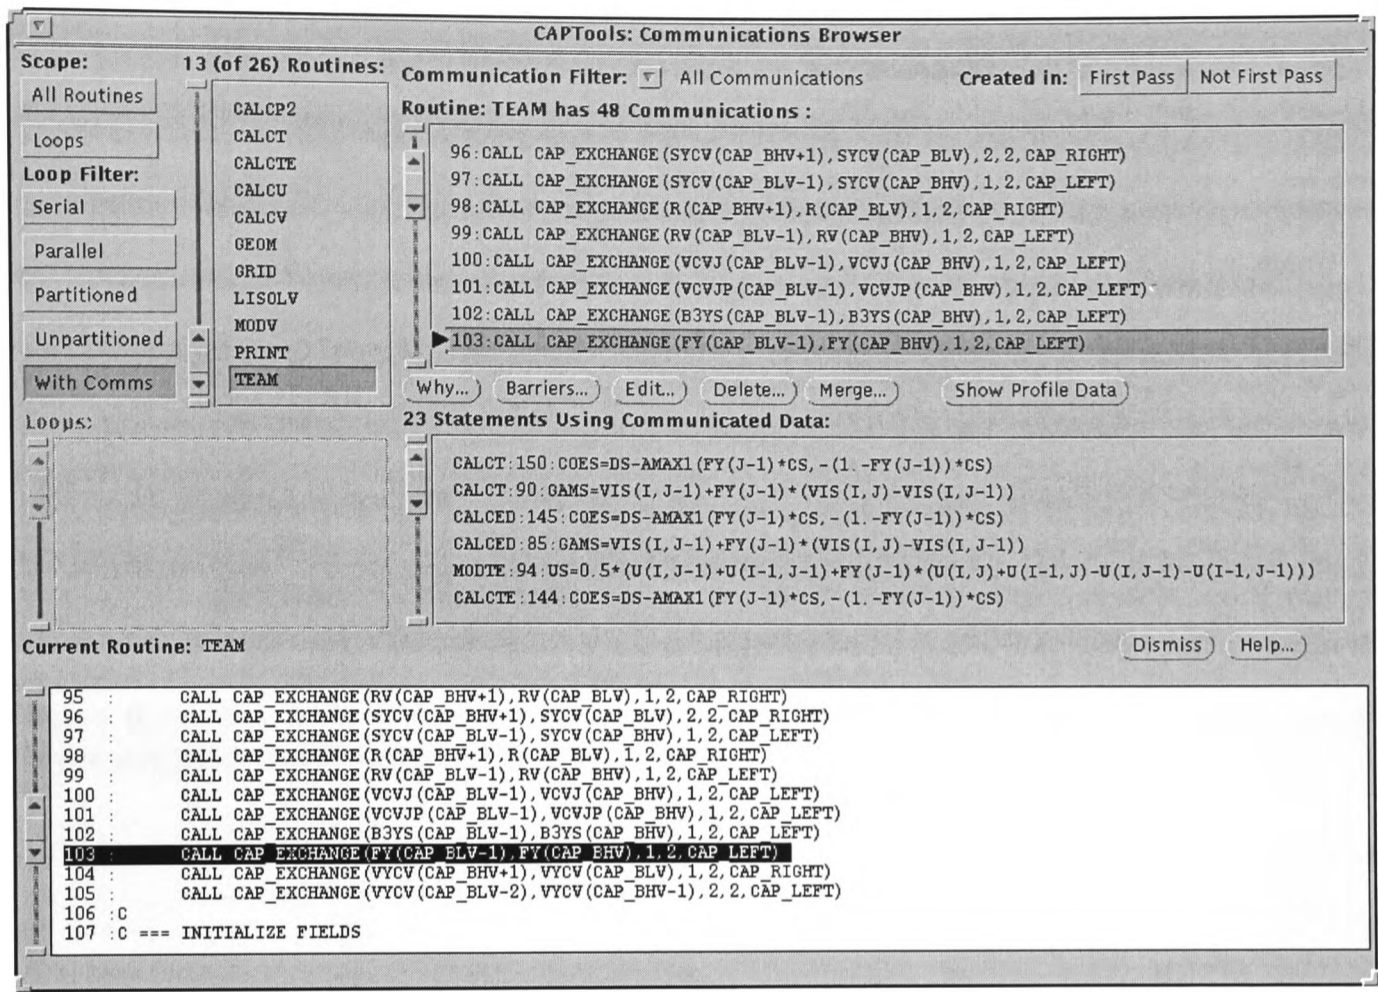 CAPTools: Communications Browser
Scope:
13 (of 26) Routines:
All Routines
Loops
Loop Filter:
Serial
Parallel
Partitioned
Unpartitioned
With Comms
CALCP2
CALCT
CALCTE
CALCU
CALCV
GEOM
GRID
LISOLV
MODV
PRINT
TEAM
Communication Filter: All Communications
Created in: First Pass Not First Pass
Routine: TEAM has 48 Communications :
96:CALL CAP_EXCHANGE(SYCV(CAP_BHV+1),SYCV(CAP_BLV),2,2,CAP_RIGHT)
97:CALL CAP_EXCHANGE(SYCV(CAP_BLV-1),SYCV(CAP_BHV),1,2,CAP_LEFT)
98:CALL CAP_EXCHANGE(R(CAP_BHV+1),R(CAP_BLV),1,2,CAP_RIGHT)
99:CALL CAP_EXCHANGE(RV(CAP_BLV-1),RV(CAP_BHV),1,2,CAP_LEFT)
100:CALL CAP_EXCHANGE(VCVJ(CAP_BLV-1),VCVJ(CAP_BHV),1,2,CAP_LEFT)
101:CALL CAP_EXCHANGE(VCVJP(CAP_BLV-1),VCVJP(CAP_BHV),1,2,CAP_LEFT)
102:CALL CAP_EXCHANGE(B3YS(CAP_BLV-1),B3YS(CAP_BHV),1,2,CAP_LEFT)
103:CALL CAP_EXCHANGE(FY(CAP_BLV-1),FY(CAP_BHV),1,2,CAP_LEFT)
Why... Barriers... Edit... Delete... Merge... Show Profile Data
Loops:
23 Statements Using Communicated Data:
CALCT:150:COES=DS-AMAX1(FY(J-1)*CS,-(1.-FY(J-1))*CS)
CALCT:90:GAMS=VIS(I,J-1)+FY(J-1)*(VIS(I,J)-VIS(I,J-1))
CALCED:145:COES=DS-AMAX1(FY(J-1)*CS,-(1.-FY(J-1))*CS)
CALCED:85:GAMS=VIS(I,J-1)+FY(J-1)*(VIS(I,J)-VIS(I,J-1))
MODTE:94:US=0.5*(U(I,J-1)+U(I-1,J-1)+FY(J-1)*(U(I,J)+U(I-1,J)-U(I,J-1)-U(I-1,J-1)))
CALCTE:144:COES=DS-AMAX1(FY(J-1)*CS,-(1.-FY(J-1))*CS)
Current Routine: TEAM
Dismiss Help...
95 : CALL CAP_EXCHANGE(RV(CAP_BHV+1),RV(CAP_BLV),1,2,CAP_RIGHT)
96 : CALL CAP_EXCHANGE(SYCV(CAP_BHV+1),SYCV(CAP_BLV),2,2,CAP_RIGHT)
97 : CALL CAP_EXCHANGE(SYCV(CAP_BLV-1),SYCV(CAP_BHV),1,2,CAP_LEFT)
98 : CALL CAP_EXCHANGE(R(CAP_BHV+1),R(CAP_BLV),1,2,CAP_RIGHT)
99 : CALL CAP_EXCHANGE(RV(CAP_BLV-1),RV(CAP_BHV),1,2,CAP_LEFT)
100 : CALL CAP_EXCHANGE(VCVJ(CAP_BLV-1),VCVJ(CAP_BHV),1,2,CAP_LEFT)
101 : CALL CAP_EXCHANGE(VCVJP(CAP_BLV-1),VCVJP(CAP_BHV),1,2,CAP_LEFT)
102 : CALL CAP_EXCHANGE(B3YS(CAP_BLV-1),B3YS(CAP_BHV),1,2,CAP_LEFT)
103 : CALL CAP_EXCHANGE(FY(CAP_BLV-1),FY(CAP_BHV),1,2,CAP_LEFT)
104 : CALL CAP_EXCHANGE(VYCV(CAP_BHV+1),VYCV(CAP_BLV),1,2,CAP_RIGHT)
105 : CALL CAP_EXCHANGE(VYCV(CAP_BLV-2),VYCV(CAP_BHV-1),2,2,CAP_LEFT)
106 :C
107 :C === INITIALIZE FIELDS